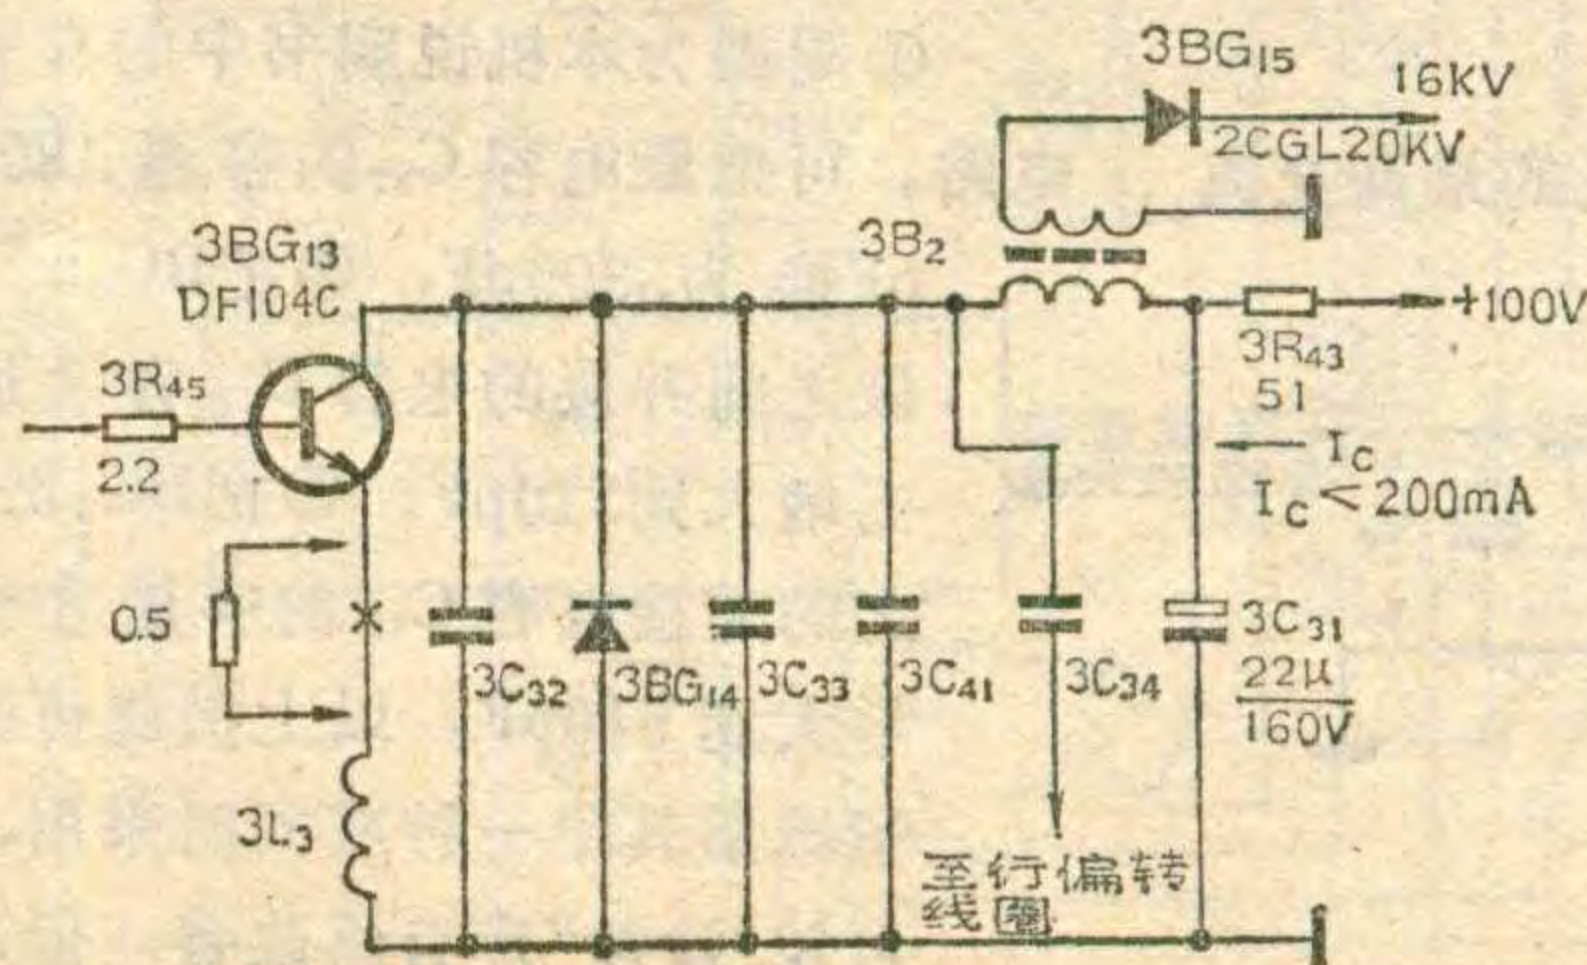 3BG15
16KV
2CGL20KV
3BG13
DF104C
3B2
+100V
3R43
51
3R45
2.2
IC
IC<200mA
0.5
3C32
3BG14
3C33
3C41
3C34
3C31
22μ
160V
3L3
至行偏转
线圈